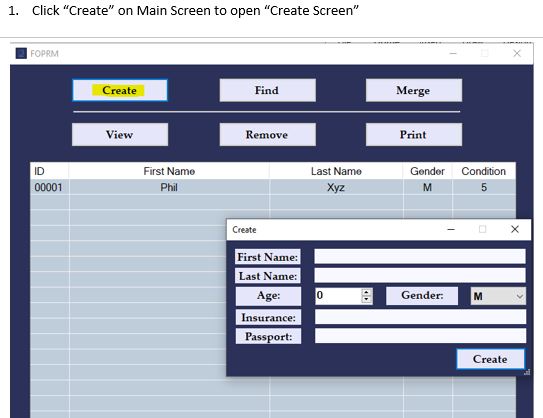 1. Click “Create” on Main Screen to open “Create Screen”
FOPRM
Create Find Merge
View Remove Print
ID First Name Last Name Gender Condition
00001 Phil Xyz M 5
Create
First Name:
Last Name:
Age: 0 Gender: M
Insurance:
Passport:
Create